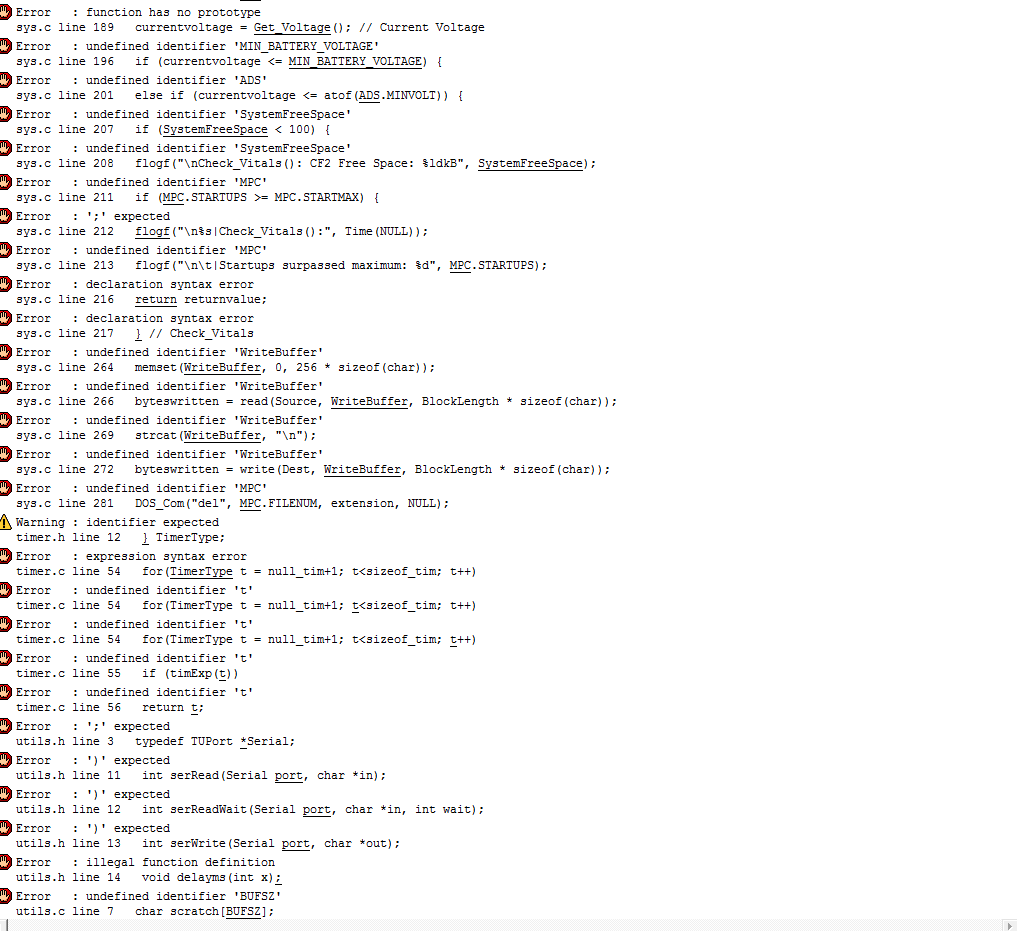 Error   : function has no prototype
sys.c line 189   currentvoltage = Get_Voltage(); // Current Voltage
Error   : undefined identifier 'MIN_BATTERY_VOLTAGE'
sys.c line 196   if (currentvoltage <= MIN_BATTERY_VOLTAGE) {
Error   : undefined identifier 'ADS'
sys.c line 201   else if (currentvoltage <= atof(ADS.MINVOLT)) {
Error   : undefined identifier 'SystemFreeSpace'
sys.c line 207   if (SystemFreeSpace < 100) {
Error   : undefined identifier 'SystemFreeSpace'
sys.c line 208   flogf("\nCheck_Vitals(): CF2 Free Space: %ldkB", SystemFreeSpace);
Error   : undefined identifier 'MPC'
sys.c line 211   if (MPC.STARTUPS >= MPC.STARTMAX) {
Error   : ';' expected
sys.c line 212   flogf("\n%s|Check_Vitals():", Time(NULL));
Error   : undefined identifier 'MPC'
sys.c line 213   flogf("\n\t|Startups surpassed maximum: %d", MPC.STARTUPS);
Error   : declaration syntax error
sys.c line 216   return returnvalue;
Error   : declaration syntax error
sys.c line 217   } // Check_Vitals
Error   : undefined identifier 'WriteBuffer'
sys.c line 264   memset(WriteBuffer, 0, 256 * sizeof(char));
Error   : undefined identifier 'WriteBuffer'
sys.c line 266   byteswritten = read(Source, WriteBuffer, BlockLength * sizeof(char));
Error   : undefined identifier 'WriteBuffer'
sys.c line 269   strcat(WriteBuffer, "\n");
Error   : undefined identifier 'WriteBuffer'
sys.c line 272   byteswritten = write(Dest, WriteBuffer, BlockLength * sizeof(char));
Error   : undefined identifier 'MPC'
sys.c line 281   DOS_Com("del", MPC.FILENUM, extension, NULL);
Warning : identifier expected
timer.h line 12   } TimerType;
Error   : expression syntax error
timer.c line 54   for(TimerType t = null_tim+1; t<sizeof_tim; t++)
Error   : undefined identifier 't'
timer.c line 54   for(TimerType t = null_tim+1; t<sizeof_tim; t++)
Error   : undefined identifier 't'
timer.c line 54   for(TimerType t = null_tim+1; t<sizeof_tim; t++)
Error   : undefined identifier 't'
timer.c line 55   if (timExp(t))
Error   : undefined identifier 't'
timer.c line 56   return t;
Error   : ';' expected
utils.h line 3   typedef TUPort *Serial;
Error   : ')' expected
utils.h line 11   int serRead(Serial port, char *in);
Error   : ')' expected
utils.h line 12   int serReadWait(Serial port, char *in, int wait);
Error   : ')' expected
utils.h line 13   int serWrite(Serial port, char *out);
Error   : illegal function definition
utils.h line 14   void delayms(int x);
Error   : undefined identifier 'BUFSZ'
utils.c line 7   char scratch[BUFSZ];